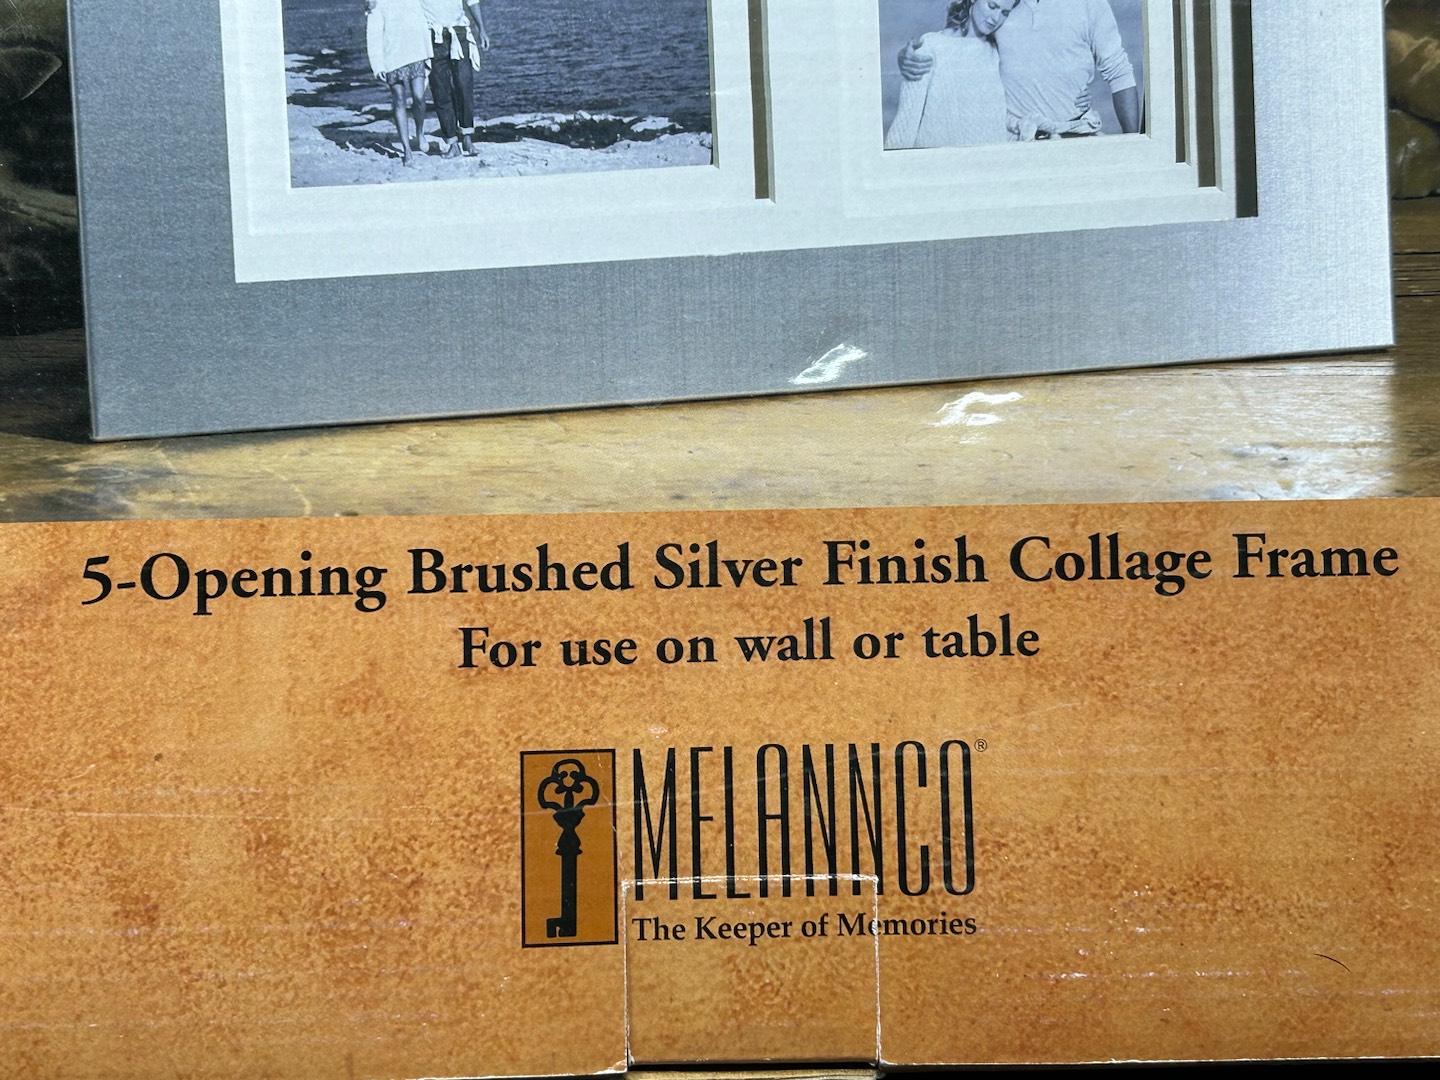 5-Opening Brushed Silver Finish Collage Frame
For use on wall or table
MELANNCO®
The Keeper of Memories